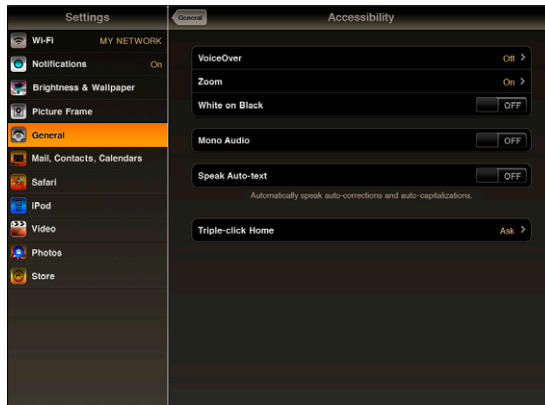 Settings
Wi-Fi MY NETWORK
Notifications On
Brightness & Wallpaper
Picture Frame
General
Mail, Contacts, Calendars
Safari
iPod
Video
Photos
Store
General Accessibility
VoiceOver Off
Zoom On
White on Black OFF
Mono Audio OFF
Speak Auto-text OFF
Automatically speak auto-corrections and auto-capitalizations.
Triple-click Home Ask